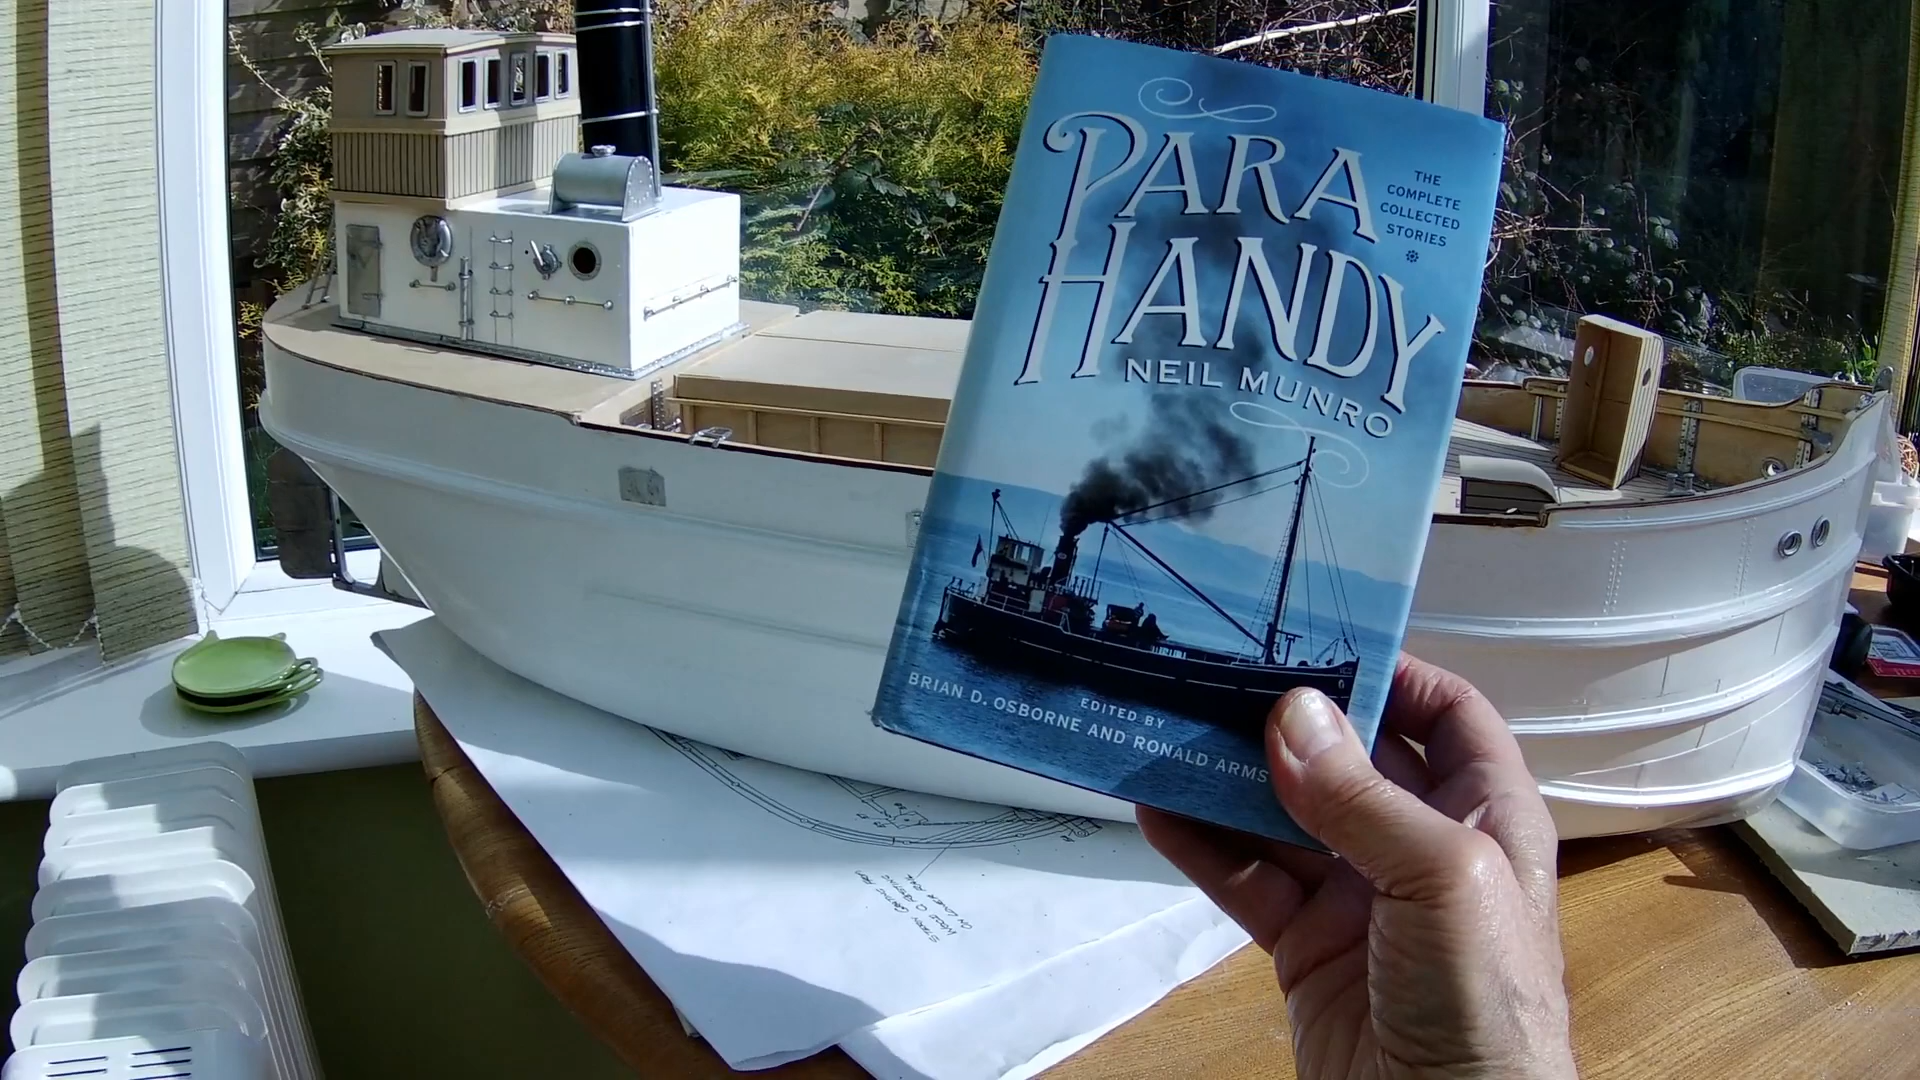 PARA
HANDY
THE
COMPLETE
COLLECTED
STORIES
NEIL MUNRO
EDITED BY
BRIAN D. OSBORNE AND RONALD ARMS